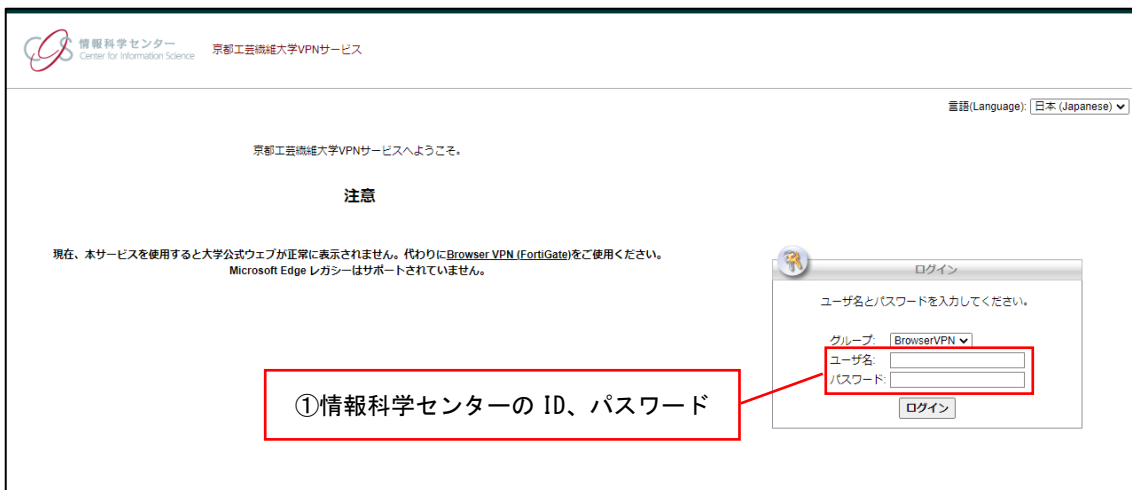 情報科学センター
Center for Information Science
京都工芸繊維大学VPNサービス
言語(Language): 日本 (Japanese)
京都工芸繊維大学VPNサービスへようこそ。
注意
現在、本サービスを使用すると大学公式ウェブが正常に表示されません。代わりにBrowser VPN (FortiGate)をご使用ください。
Microsoft Edge レガシーはサポートされていません。
ログイン
ユーザ名とパスワードを入力してください。
グループ: BrowserVPN
ユーザ名:
パスワード:
ログイン
①情報科学センターの ID、パスワード